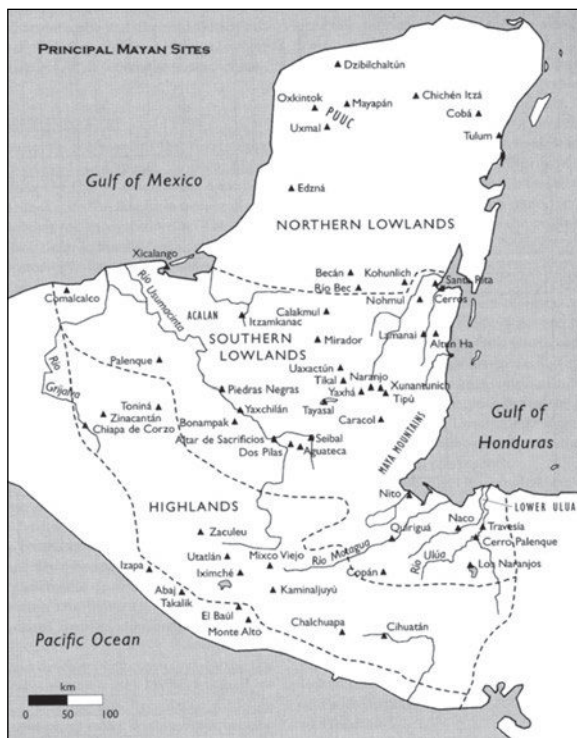 PRINCIPAL MAYAN SITES
Dzibilchaltún
Chichén Itzá
Oxkintok
Mayapán
PUUC
Cobá
Uxmal
Tulum
Gulf of Mexico
Edzná
NORTHERN LOWLANDS
Xicalango
Becán
Kohunlich
Santa Rita
Río Bec
Comalcalco
Río Usumacinta
Nohmul
Cerros
ACALAN
Itzamkanac
Calakmul
SOUTHERN
LOWLANDS
Mirador
Lamanai
Altun Ha
Palenque
Uaxactún
Río
Grijalva
Tikal
Naranjo
Xunantunich
Piedras Negras
Yaxhá
Tipú
Toniná
Zinacantán
Yaxchilán
Tayasal
Chiapa de Corzo
Bonampak
Caracol
Gulf of
Honduras
Altar de Sacrificios
Seibal
MAYA MOUNTAINS
Dos Pilas
Aguateca
Nito
HIGHLANDS
LOWER ULUA
Naco
Travesía
Zaculeu
Quiriguá
Cerro Palenque
Utatlán
Mixco Viejo
Río Motagua
Río Ulúa
Los Naranjos
Izapa
Iximché
Copán
Abaj
Takalik
Kaminaljuyú
El Baúl
Monte Alto
Chalchuapa
Cihuatán
Pacific Ocean
km
0 50 100